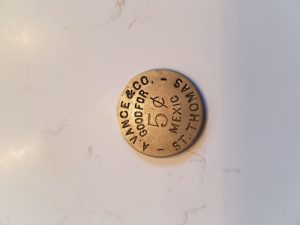 A. VANCE & CO.
- ST. THOMAS -
GOOD FOR
5¢
MEXIC